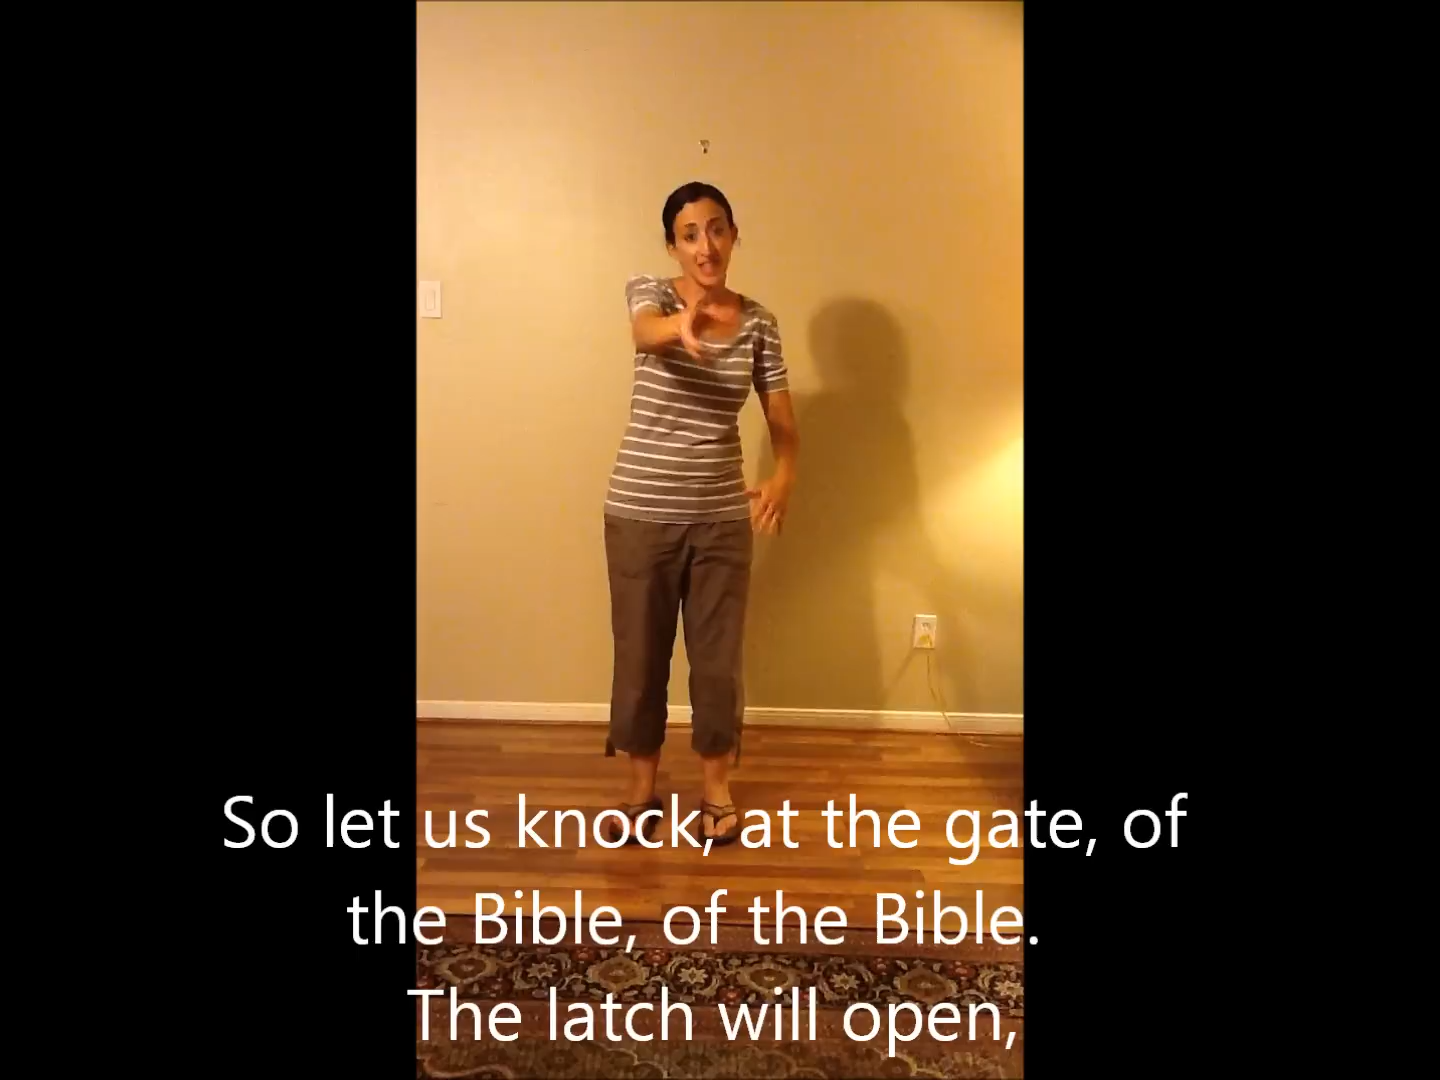 So let us knock, at the gate, of
the Bible, of the Bible.
The latch will open,